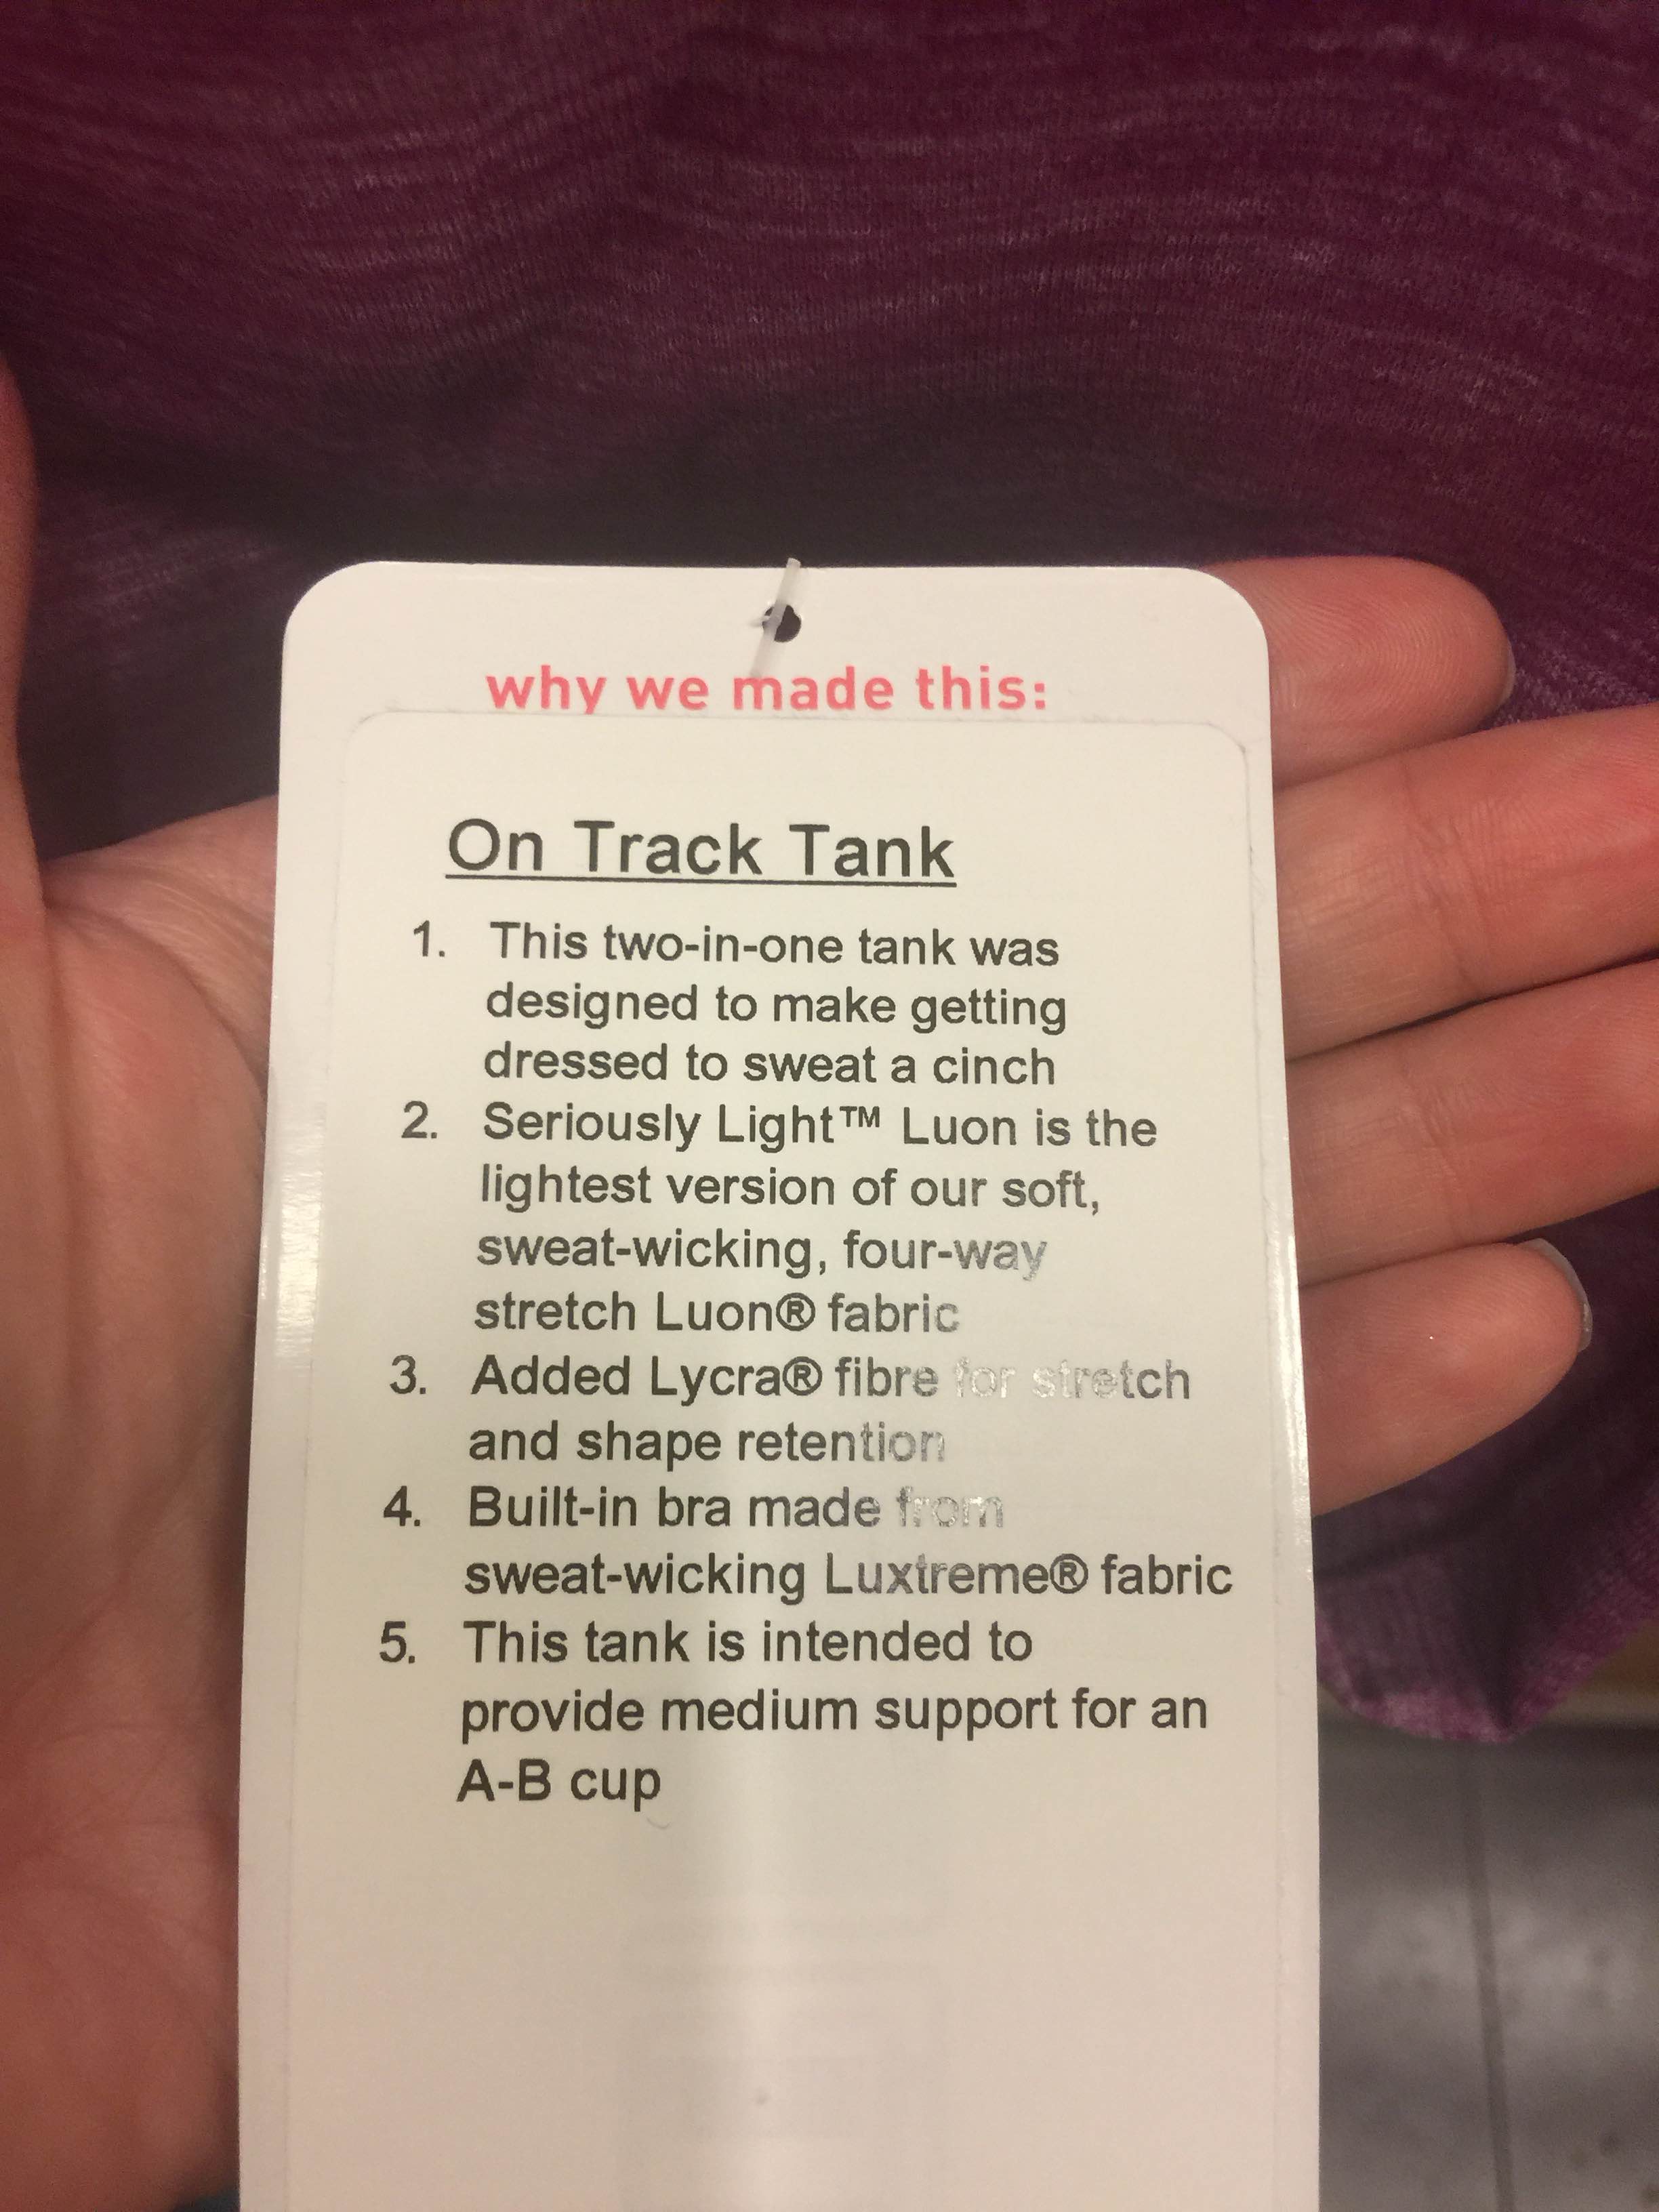 why we made this:
On Track Tank
1. This two-in-one tank was
designed to make getting
dressed to sweat a cinch
2. Seriously Light™ Luon is the
lightest version of our soft,
sweat-wicking, four-way
stretch Luon® fabric
3. Added Lycra® fibre for stretch
and shape retention
4. Built-in bra made from
sweat-wicking Luxtreme® fabric
5. This tank is intended to
provide medium support for an
A-B cup